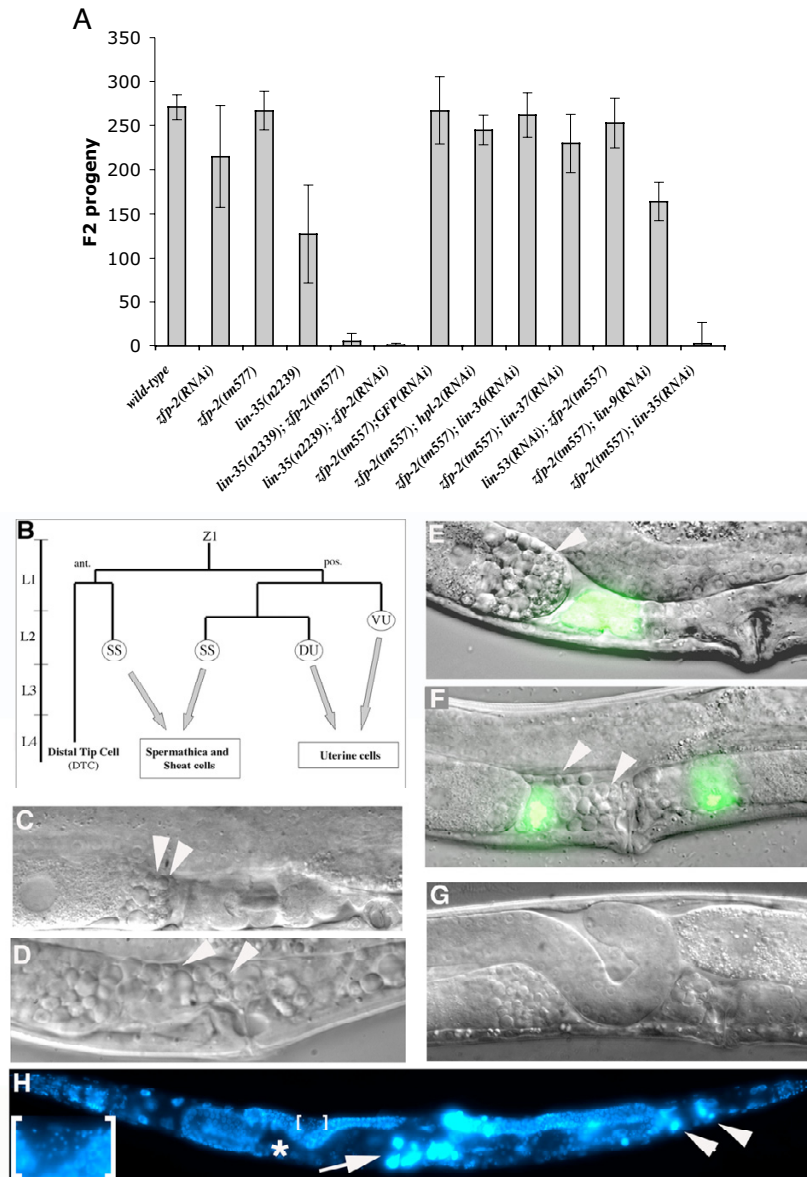 A
350
300
250
200
150
100
50
0
F2 progeny
wild-type
zfp-2(RNAi)
zfp-2(tm577)
lin-35(n2239)
lin-35(n2339); zfp-2(tm577)
lin-35(n2239; zfp-2(RNAi)
zfp-2(tm557);GFP(RNAi)
zfp-2(tm557); hpl-2(RNAi)
zfp-2(tm557); lin-36(RNAi)
zfp-2(tm557); lin-37(RNAi)
lin-53(RNAi); zfp-2(tm557)
zfp-2(tm557); lin-9(RNAi)
zfp-2(tm557); lin-35(RNAi)
B
Z1
ant.
pos.
L1
L2
L3
L4
SS
SS
DU
VU
Distal Tip Cell
(DTC)
Spermathica and
Sheat cells
Uterine cells
C
D
E
F
G
H
[ ]
*